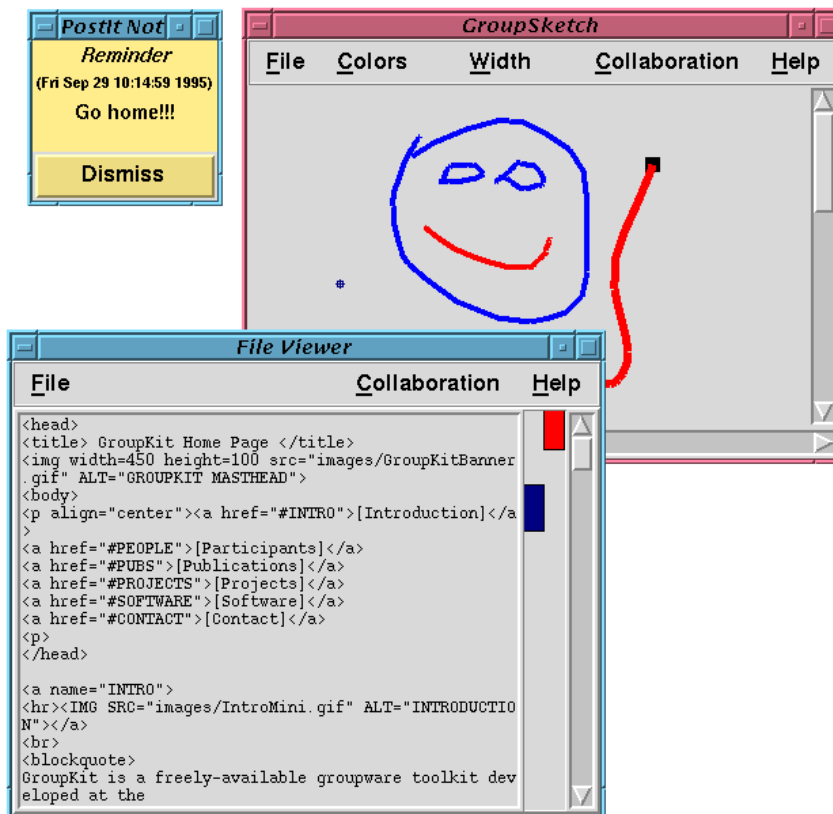 PostIt Not
Reminder
(Fri Sep 29 10:14:59 1995)
Go home!!!
Dismiss
GroupSketch
File Colors Width Collaboration Help
File Viewer
File Collaboration Help
<head>
<title> GroupKit Home Page </title>
<img width=450 height=100 src="images/GroupKitBanner
.gif" ALT="GROUPKIT MASTHEAD">
<body>
<p align="center"><a href="#INTRO">[Introduction]</a
>
<a href="#PEOPLE">[Participants]</a>
<a href="#PUBS">[Publications]</a>
<a href="#PROJECTS">[Projects]</a>
<a href="#SOFTWARE">[Software]</a>
<a href="#CONTACT">[Contact]</a>
<p>
</head>

<a name="INTRO">
<hr><IMG SRC="images/IntroMini.gif" ALT="INTRODUCTIO
N"></a>
<br>
<blockquote>
GroupKit is a freely-available groupware toolkit dev
eloped at the